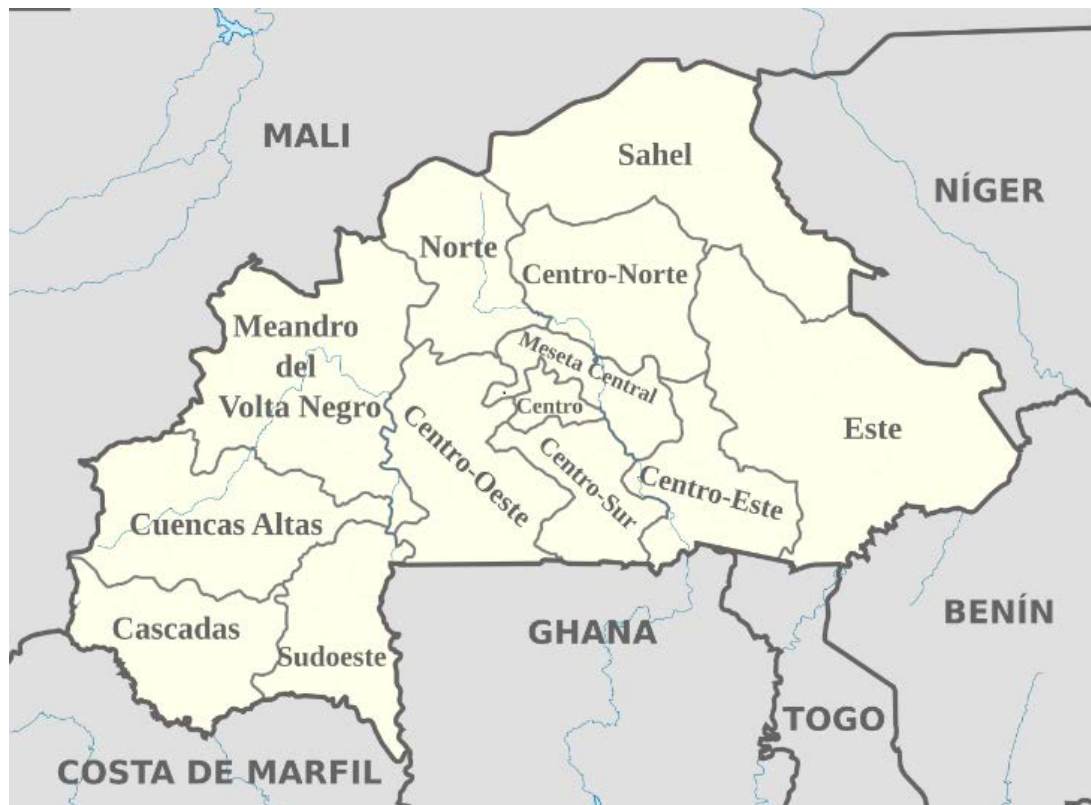 MALI
Sahel
NÍGER
Norte
Centro-Norte
Meandro
del
Volta Negro
Meseta Central
Centro
Este
Centro-Oeste
Centro-Sur
Centro-Este
Cuencas Altas
Cascadas
Sudoeste
GHANA
BENÍN
TOGO
COSTA DE MARFIL